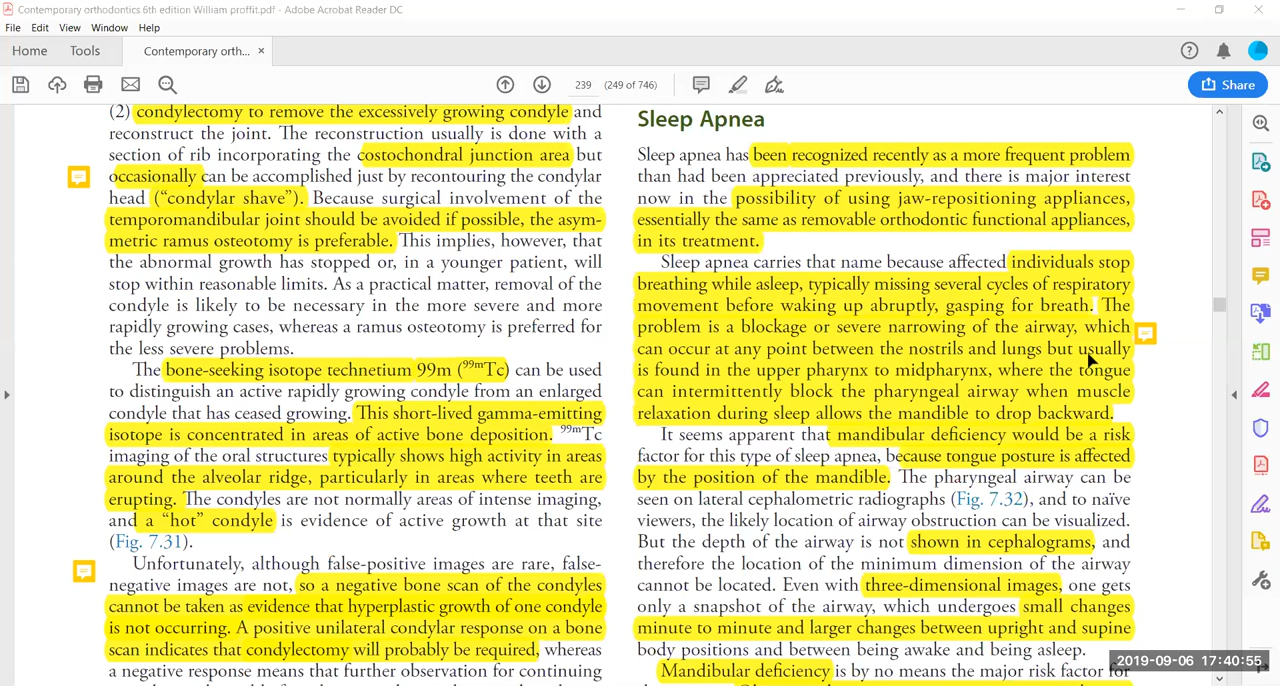 Contemporary orthodontics 6th edition William proffit.pdf - Adobe Acrobat Reader DC
File Edit View Window Help
Home Tools Contemporary orth... ×
239 (249 of 746)
Share
(2) condylectomy to remove the excessively growing condyle and
reconstruct the joint. The reconstruction usually is done with a
section of rib incorporating the costochondral junction area but
occasionally can be accomplished just by recontouring the condylar
head (“condylar shave”). Because surgical involvement of the
temporomandibular joint should be avoided if possible, the asym-
metric ramus osteotomy is preferable. This implies, however, that
the abnormal growth has stopped or, in a younger patient, will
stop within reasonable limits. As a practical matter, removal of the
condyle is likely to be necessary in the more severe and more
rapidly growing cases, whereas a ramus osteotomy is preferred for
the less severe problems.
The bone-seeking isotope technetium 99m (⁹⁹ᵐTc) can be used
to distinguish an active rapidly growing condyle from an enlarged
condyle that has ceased growing. This short-lived gamma-emitting
isotope is concentrated in areas of active bone deposition. ⁹⁹ᵐTc
imaging of the oral structures typically shows high activity in areas
around the alveolar ridge, particularly in areas where teeth are
erupting. The condyles are not normally areas of intense imaging,
and a “hot” condyle is evidence of active growth at that site
(Fig. 7.31).
Unfortunately, although false-positive images are rare, false-
negative images are not, so a negative bone scan of the condyles
cannot be taken as evidence that hyperplastic growth of one condyle
is not occurring. A positive unilateral condylar response on a bone
scan indicates that condylectomy will probably be required, whereas
a negative response means that further observation for continuing
Sleep Apnea
Sleep apnea has been recognized recently as a more frequent problem
than had been appreciated previously, and there is major interest
now in the possibility of using jaw-repositioning appliances,
essentially the same as removable orthodontic functional appliances,
in its treatment.
Sleep apnea carries that name because affected individuals stop
breathing while asleep, typically missing several cycles of respiratory
movement before waking up abruptly, gasping for breath. The
problem is a blockage or severe narrowing of the airway, which
can occur at any point between the nostrils and lungs but usually
is found in the upper pharynx to midpharynx, where the tongue
can intermittently block the pharyngeal airway when muscle
relaxation during sleep allows the mandible to drop backward.
It seems apparent that mandibular deficiency would be a risk
factor for this type of sleep apnea, because tongue posture is affected
by the position of the mandible. The pharyngeal airway can be
seen on lateral cephalometric radiographs (Fig. 7.32), and to naïve
viewers, the likely location of airway obstruction can be visualized.
But the depth of the airway is not shown in cephalograms, and
therefore the location of the minimum dimension of the airway
cannot be located. Even with three-dimensional images, one gets
only a snapshot of the airway, which undergoes small changes
minute to minute and larger changes between upright and supine
body positions and between being awake and being asleep.
Mandibular deficiency is by no means the major risk factor for
2019-09-06 17:40:55